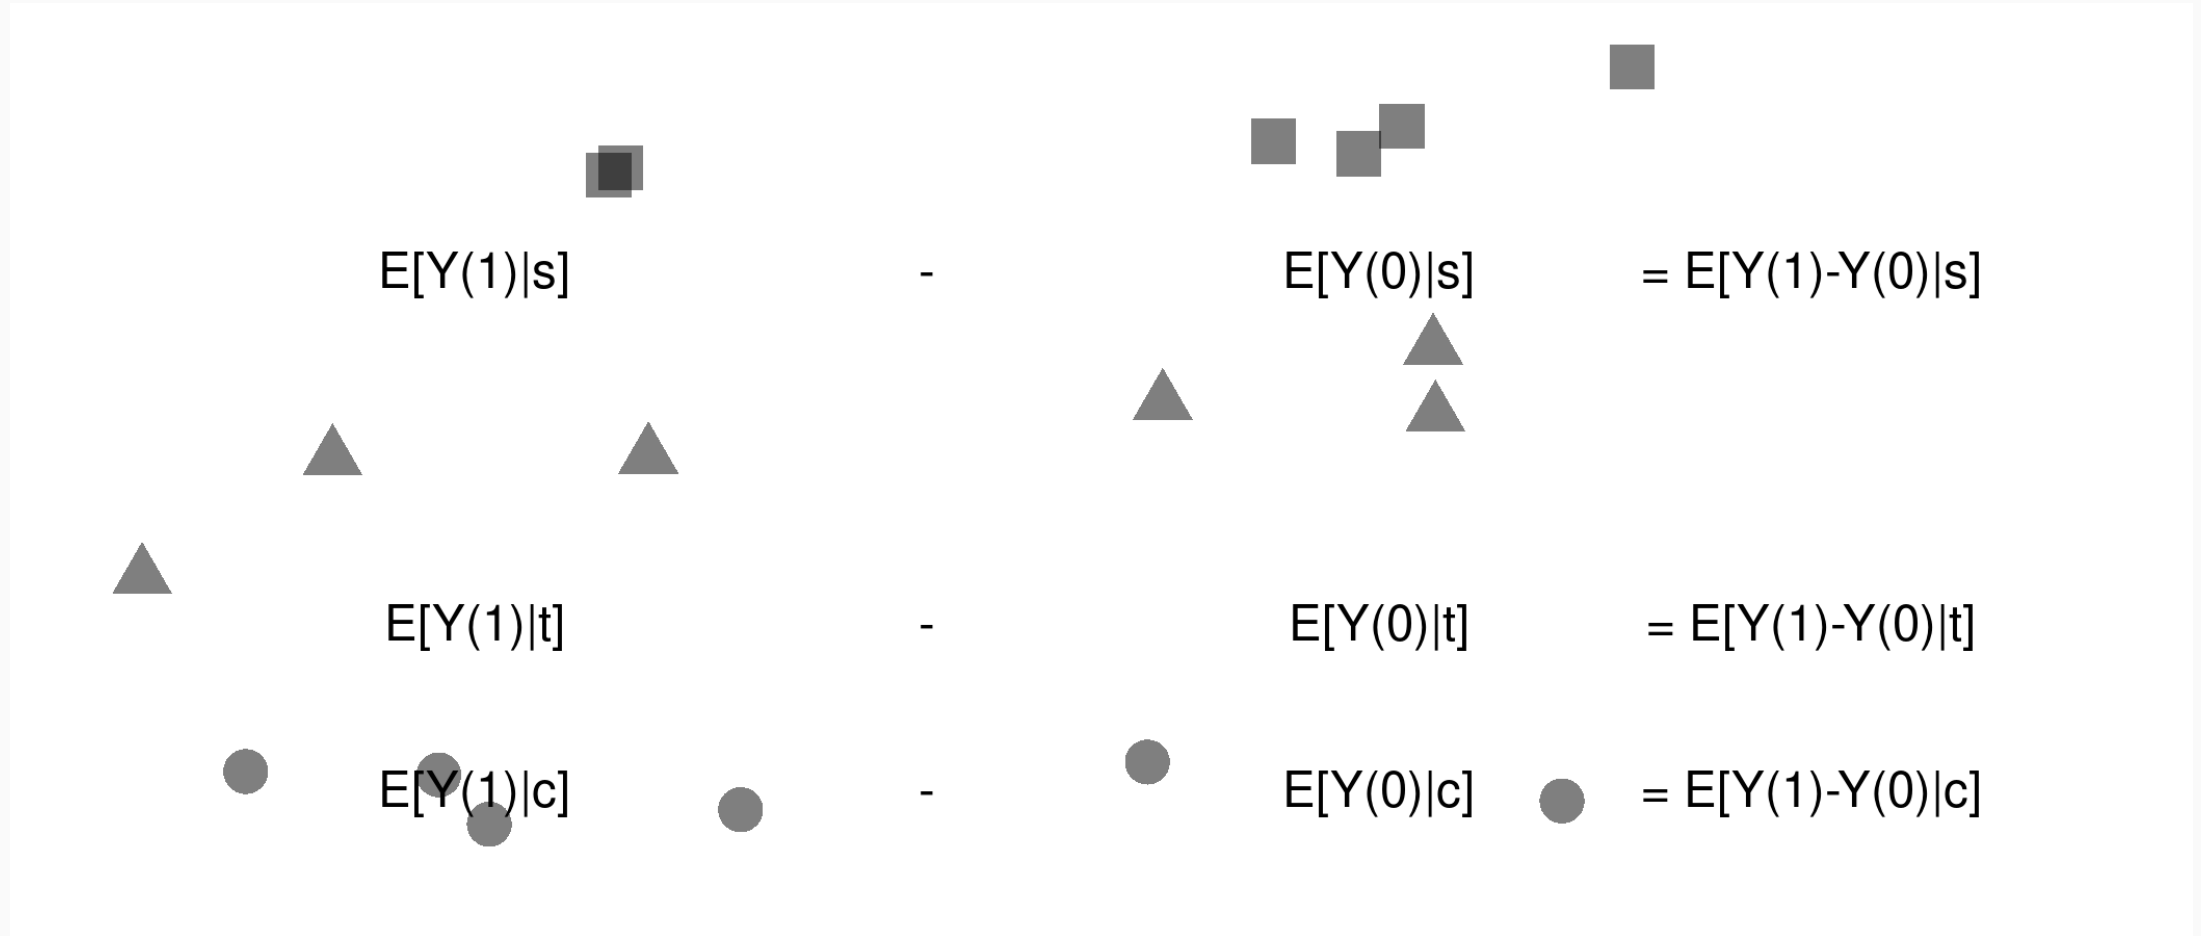 E[Y(1)|s] - E[Y(0)|s] = E[Y(1)-Y(0)|s]
E[Y(1)|t] - E[Y(0)|t] = E[Y(1)-Y(0)|t]
E[Y(1)|c] - E[Y(0)|c] = E[Y(1)-Y(0)|c]